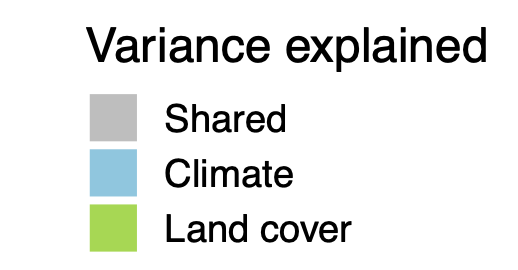 Variance explained
Shared
Climate
Land cover